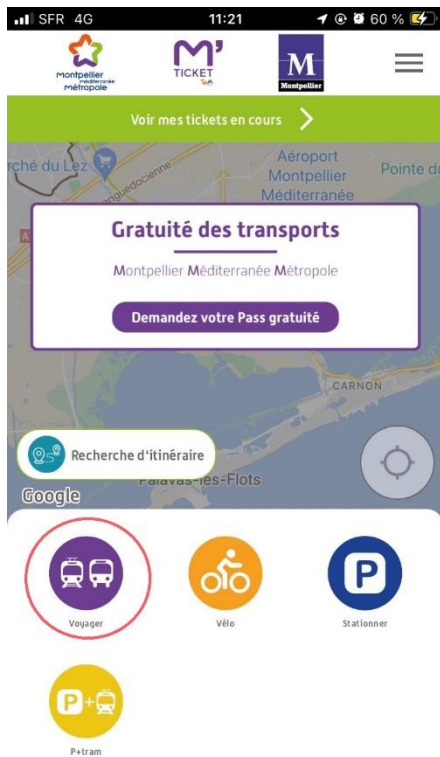 SFR 4G 11:21 60 %
montpellier
méditerranée
métropole
M'
TICKET
M
Montpellier
Voir mes tickets en cours
rché du Lez
Aéroport
Montpellier
Méditerranée
Pointe d
Gratuité des transports
Montpellier Méditerranée Métropole
Demandez votre Pass gratuité
CARNON
Recherche d'itinéraire
Palavas-les-Flots
Google
Voyager
Vélo
P
Stationner
P+
P+tram